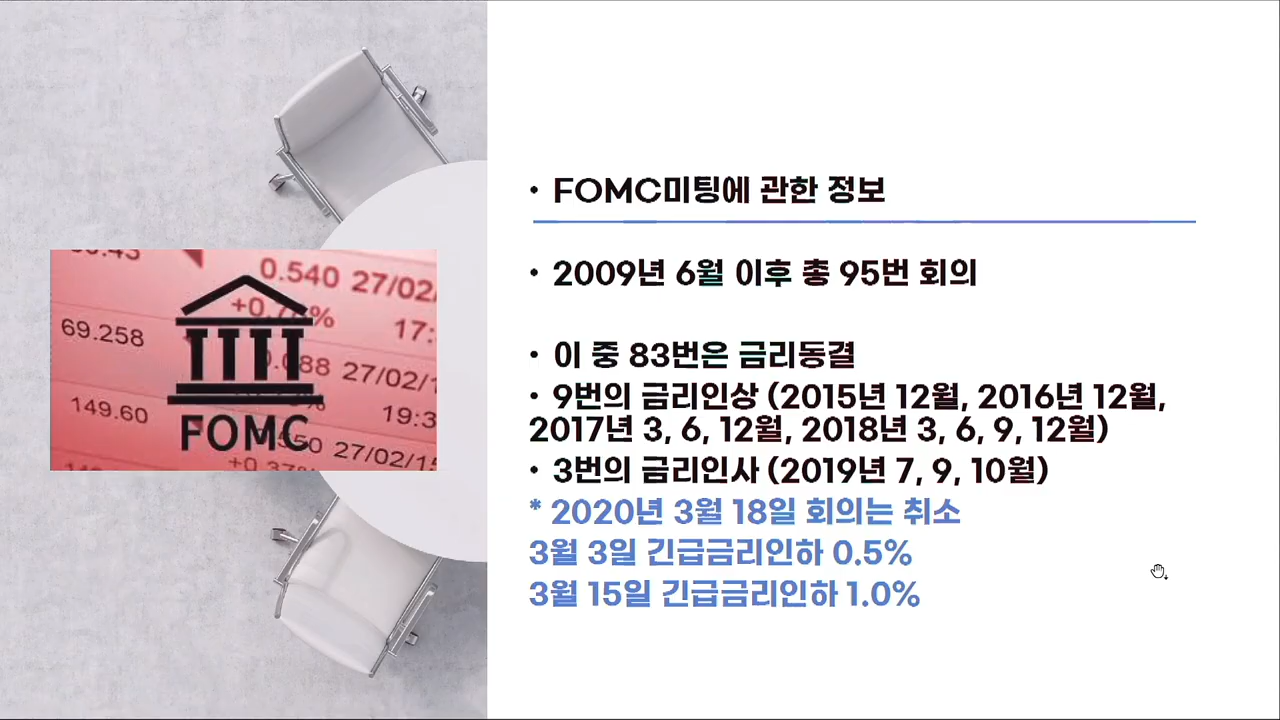 • FOMC미팅에 관한 정보
• 2009년 6월 이후 총 95번 회의
• 이 중 83번은 금리동결
• 9번의 금리인상 (2015년 12월, 2016년 12월,
2017년 3, 6, 12월, 2018년 3, 6, 9, 12월)
• 3번의 금리인사 (2019년 7, 9, 10월)
* 2020년 3월 18일 회의는 취소
3월 3일 긴급금리인하 0.5%
3월 15일 긴급금리인하 1.0%
0.540 27/02/
69.258
17:
27/02/1
149.60
19:3
FOMC
27/02/15